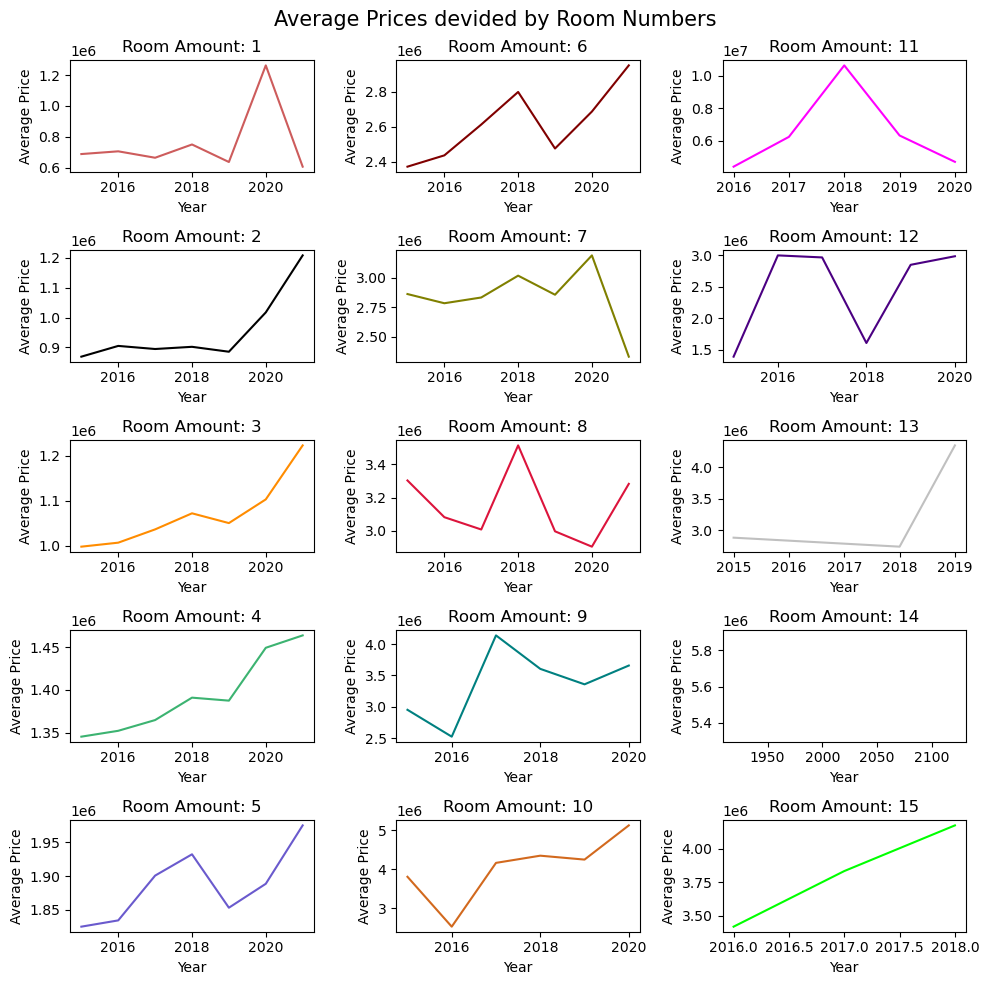 Average Prices devided by Room Numbers
Room Amount: 1
1e6
1.2
1.0
0.8
0.6
Average Price
2016 2018 2020
Year
Room Amount: 6
1e6
2.8
2.6
2.4
Average Price
2016 2018 2020
Year
Room Amount: 11
1e7
1.0
0.8
0.6
Average Price
2016 2017 2018 2019 2020
Year
Room Amount: 2
1e6
1.2
1.1
1.0
0.9
Average Price
2016 2018 2020
Year
Room Amount: 7
1e6
3.00
2.75
2.50
Average Price
2016 2018 2020
Year
Room Amount: 12
1e6
3.0
2.5
2.0
1.5
Average Price
2016 2018 2020
Year
Room Amount: 3
1e6
1.2
1.1
1.0
Average Price
2016 2018 2020
Year
Room Amount: 8
1e6
3.4
3.2
3.0
Average Price
2016 2018 2020
Year
Room Amount: 13
1e6
4.0
3.5
3.0
Average Price
2015 2016 2017 2018 2019
Year
Room Amount: 4
1e6
1.45
1.40
1.35
Average Price
2016 2018 2020
Year
Room Amount: 9
1e6
4.0
3.5
3.0
2.5
Average Price
2016 2018 2020
Year
Room Amount: 14
1e6
5.8
5.6
5.4
Average Price
1950 2000 2050 2100
Year
Room Amount: 5
1e6
1.95
1.90
1.85
Average Price
2016 2018 2020
Year
Room Amount: 10
1e6
5
4
3
Average Price
2016 2018 2020
Year
Room Amount: 15
1e6
4.00
3.75
3.50
Average Price
2016.0 2016.5 2017.0 2017.5 2018.0
Year